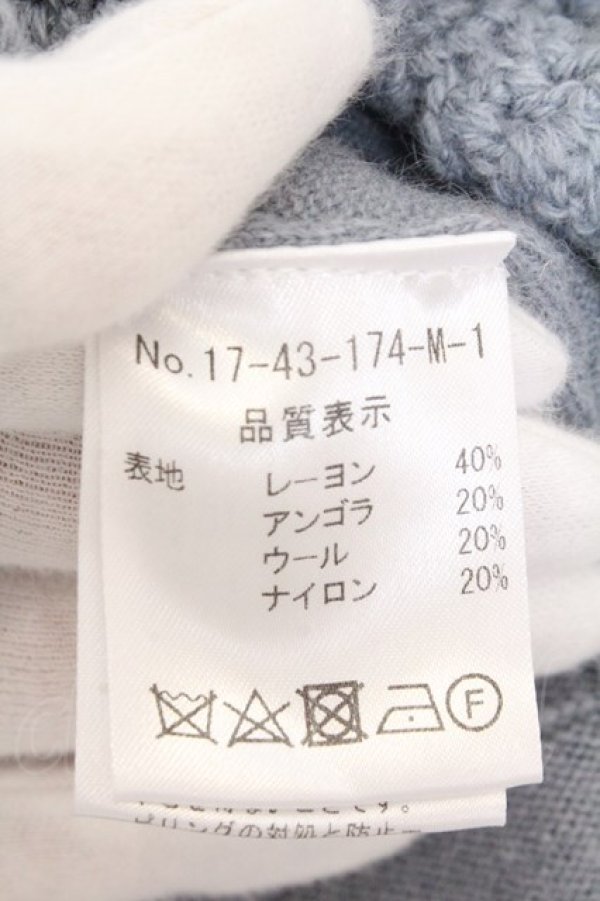 No.17-43-174-M-1
品質表示
表地 レーヨン 40%
アンゴラ 20%
ウール 20%
ナイロン 20%
F